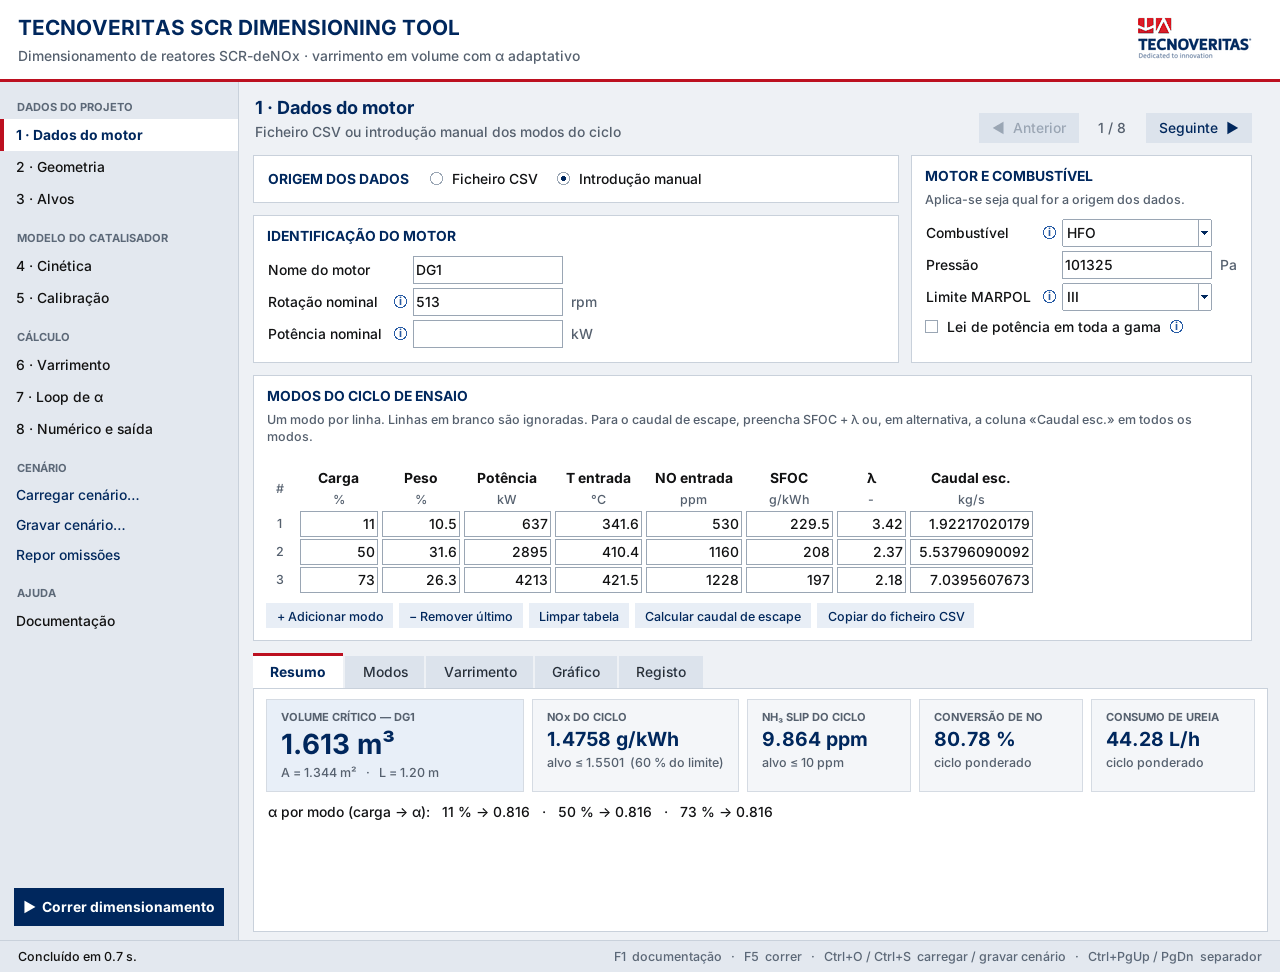 TECNOVERITAS SCR DIMENSIONING TOOL
Dimensionamento de reatores SCR-deNOx · varrimento em volume com α adaptativo
TECNOVERITAS
Dedicated to innovation
DADOS DO PROJETO
1 · Dados do motor
2 · Geometria
3 · Alvos
MODELO DO CATALISADOR
4 · Cinética
5 · Calibração
CÁLCULO
6 · Varrimento
7 · Loop de α
8 · Numérico e saída
CENÁRIO
Carregar cenário...
Gravar cenário...
Repor omissões
AJUDA
Documentação
▶ Correr dimensionamento
1 · Dados do motor
Ficheiro CSV ou introdução manual dos modos do ciclo
◀ Anterior 1 / 8 Seguinte ▶
ORIGEM DOS DADOS Ficheiro CSV Introdução manual
IDENTIFICAÇÃO DO MOTOR
Nome do motor DG1
Rotação nominal ⓘ 513 rpm
Potência nominal ⓘ kW
MOTOR E COMBUSTÍVEL
Aplica-se seja qual for a origem dos dados.
Combustível ⓘ HFO
Pressão 101325 Pa
Limite MARPOL ⓘ III
Lei de potência em toda a gama ⓘ
MODOS DO CICLO DE ENSAIO
Um modo por linha. Linhas em branco são ignoradas. Para o caudal de escape, preencha SFOC + λ ou, em alternativa, a coluna «Caudal esc.» em todos os
modos.
# Carga Peso Potência T entrada NO entrada SFOC λ Caudal esc.
% % kW °C ppm g/kWh - kg/s
1 11 10.5 637 341.6 530 229.5 3.42 1.92217020179
2 50 31.6 2895 410.4 1160 208 2.37 5.53796090092
3 73 26.3 4213 421.5 1228 197 2.18 7.0395607673
+ Adicionar modo – Remover último Limpar tabela Calcular caudal de escape Copiar do ficheiro CSV
Resumo Modos Varrimento Gráfico Registo
VOLUME CRÍTICO — DG1
1.613 m³
A = 1.344 m² · L = 1.20 m
NOx DO CICLO
1.4758 g/kWh
alvo ≤ 1.5501 (60 % do limite)
NH₃ SLIP DO CICLO
9.864 ppm
alvo ≤ 10 ppm
CONVERSÃO DE NO
80.78 %
ciclo ponderado
CONSUMO DE UREIA
44.28 L/h
ciclo ponderado
α por modo (carga → α): 11 % → 0.816 · 50 % → 0.816 · 73 % → 0.816
Concluído em 0.7 s.
F1 documentação · F5 correr · Ctrl+O / Ctrl+S carregar / gravar cenário · Ctrl+PgUp / PgDn separador